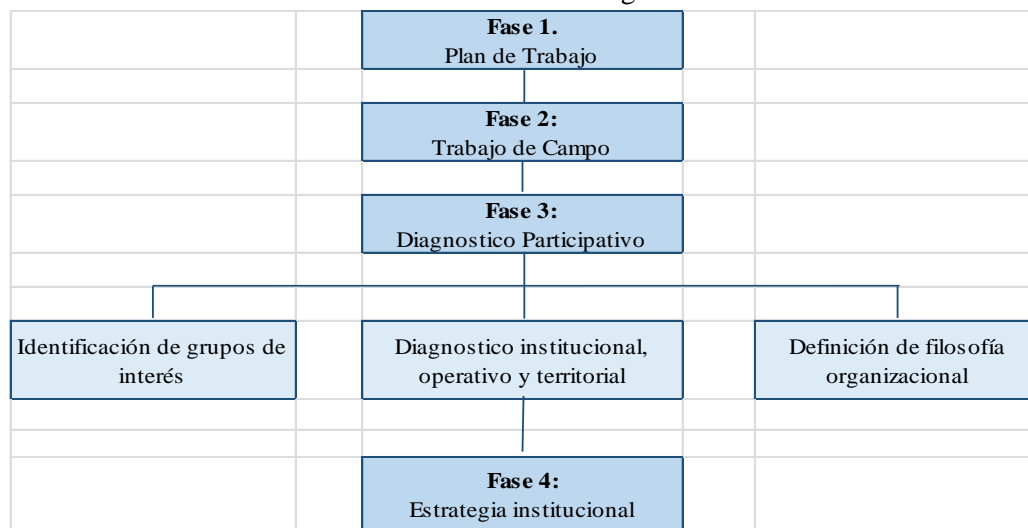 Fase 1.
Plan de Trabajo
Fase 2:
Trabajo de Campo
Fase 3:
Diagnostico Participativo
Identificación de grupos de
interés
Diagnostico institucional,
operativo y territorial
Definición de filosofía
organizacional
Fase 4:
Estrategia institucional